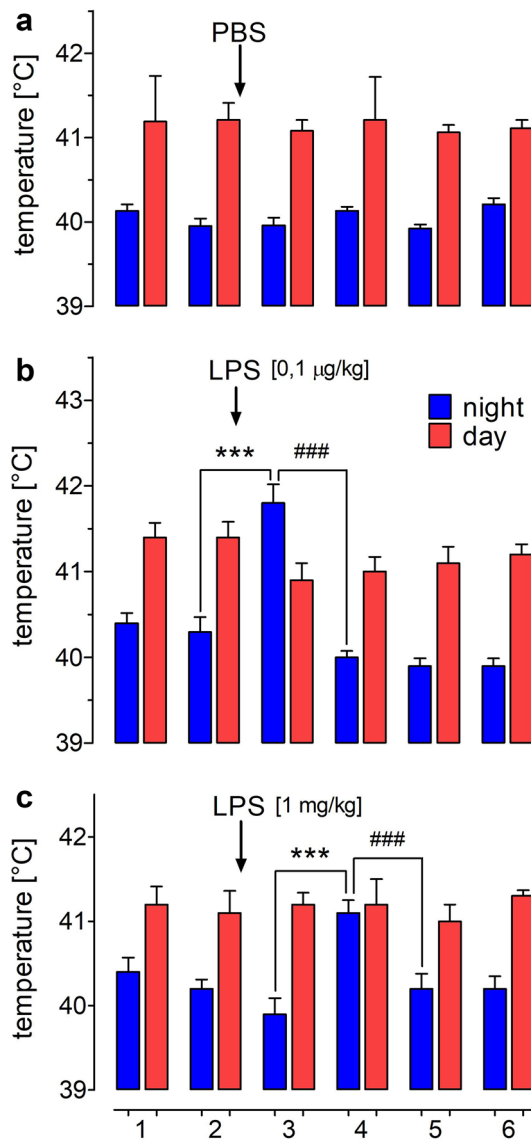 a
PBS
temperature [°C]
42
41
40
39
b
LPS [0,1 µg/kg]
night
day
temperature [°C]
43
42
41
40
39
*** ###
c
LPS [1 mg/kg]
temperature [°C]
42
41
40
39
*** ###
1 2 3 4 5 6